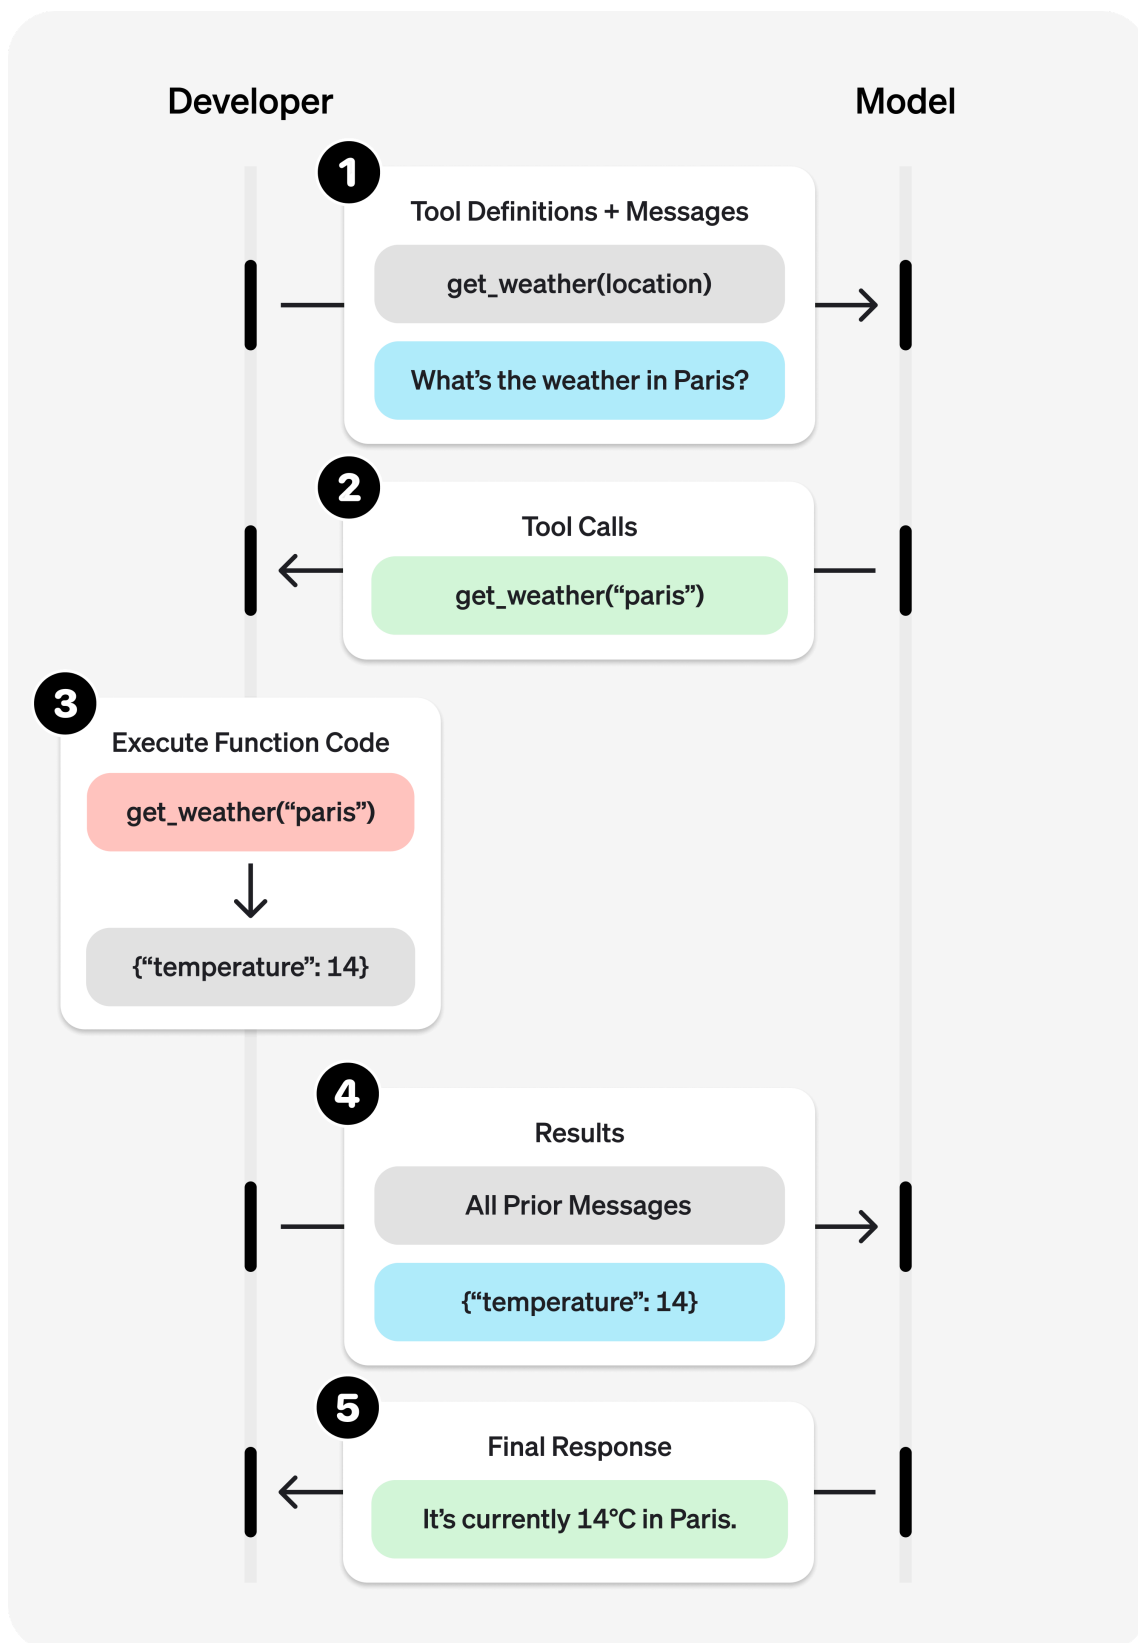 Developer
Model
1
Tool Definitions + Messages
get_weather(location)
What’s the weather in Paris?
2
Tool Calls
get_weather(“paris”)
3
Execute Function Code
get_weather(“paris”)
{“temperature”: 14}
4
Results
All Prior Messages
{“temperature”: 14}
5
Final Response
It’s currently 14°C in Paris.